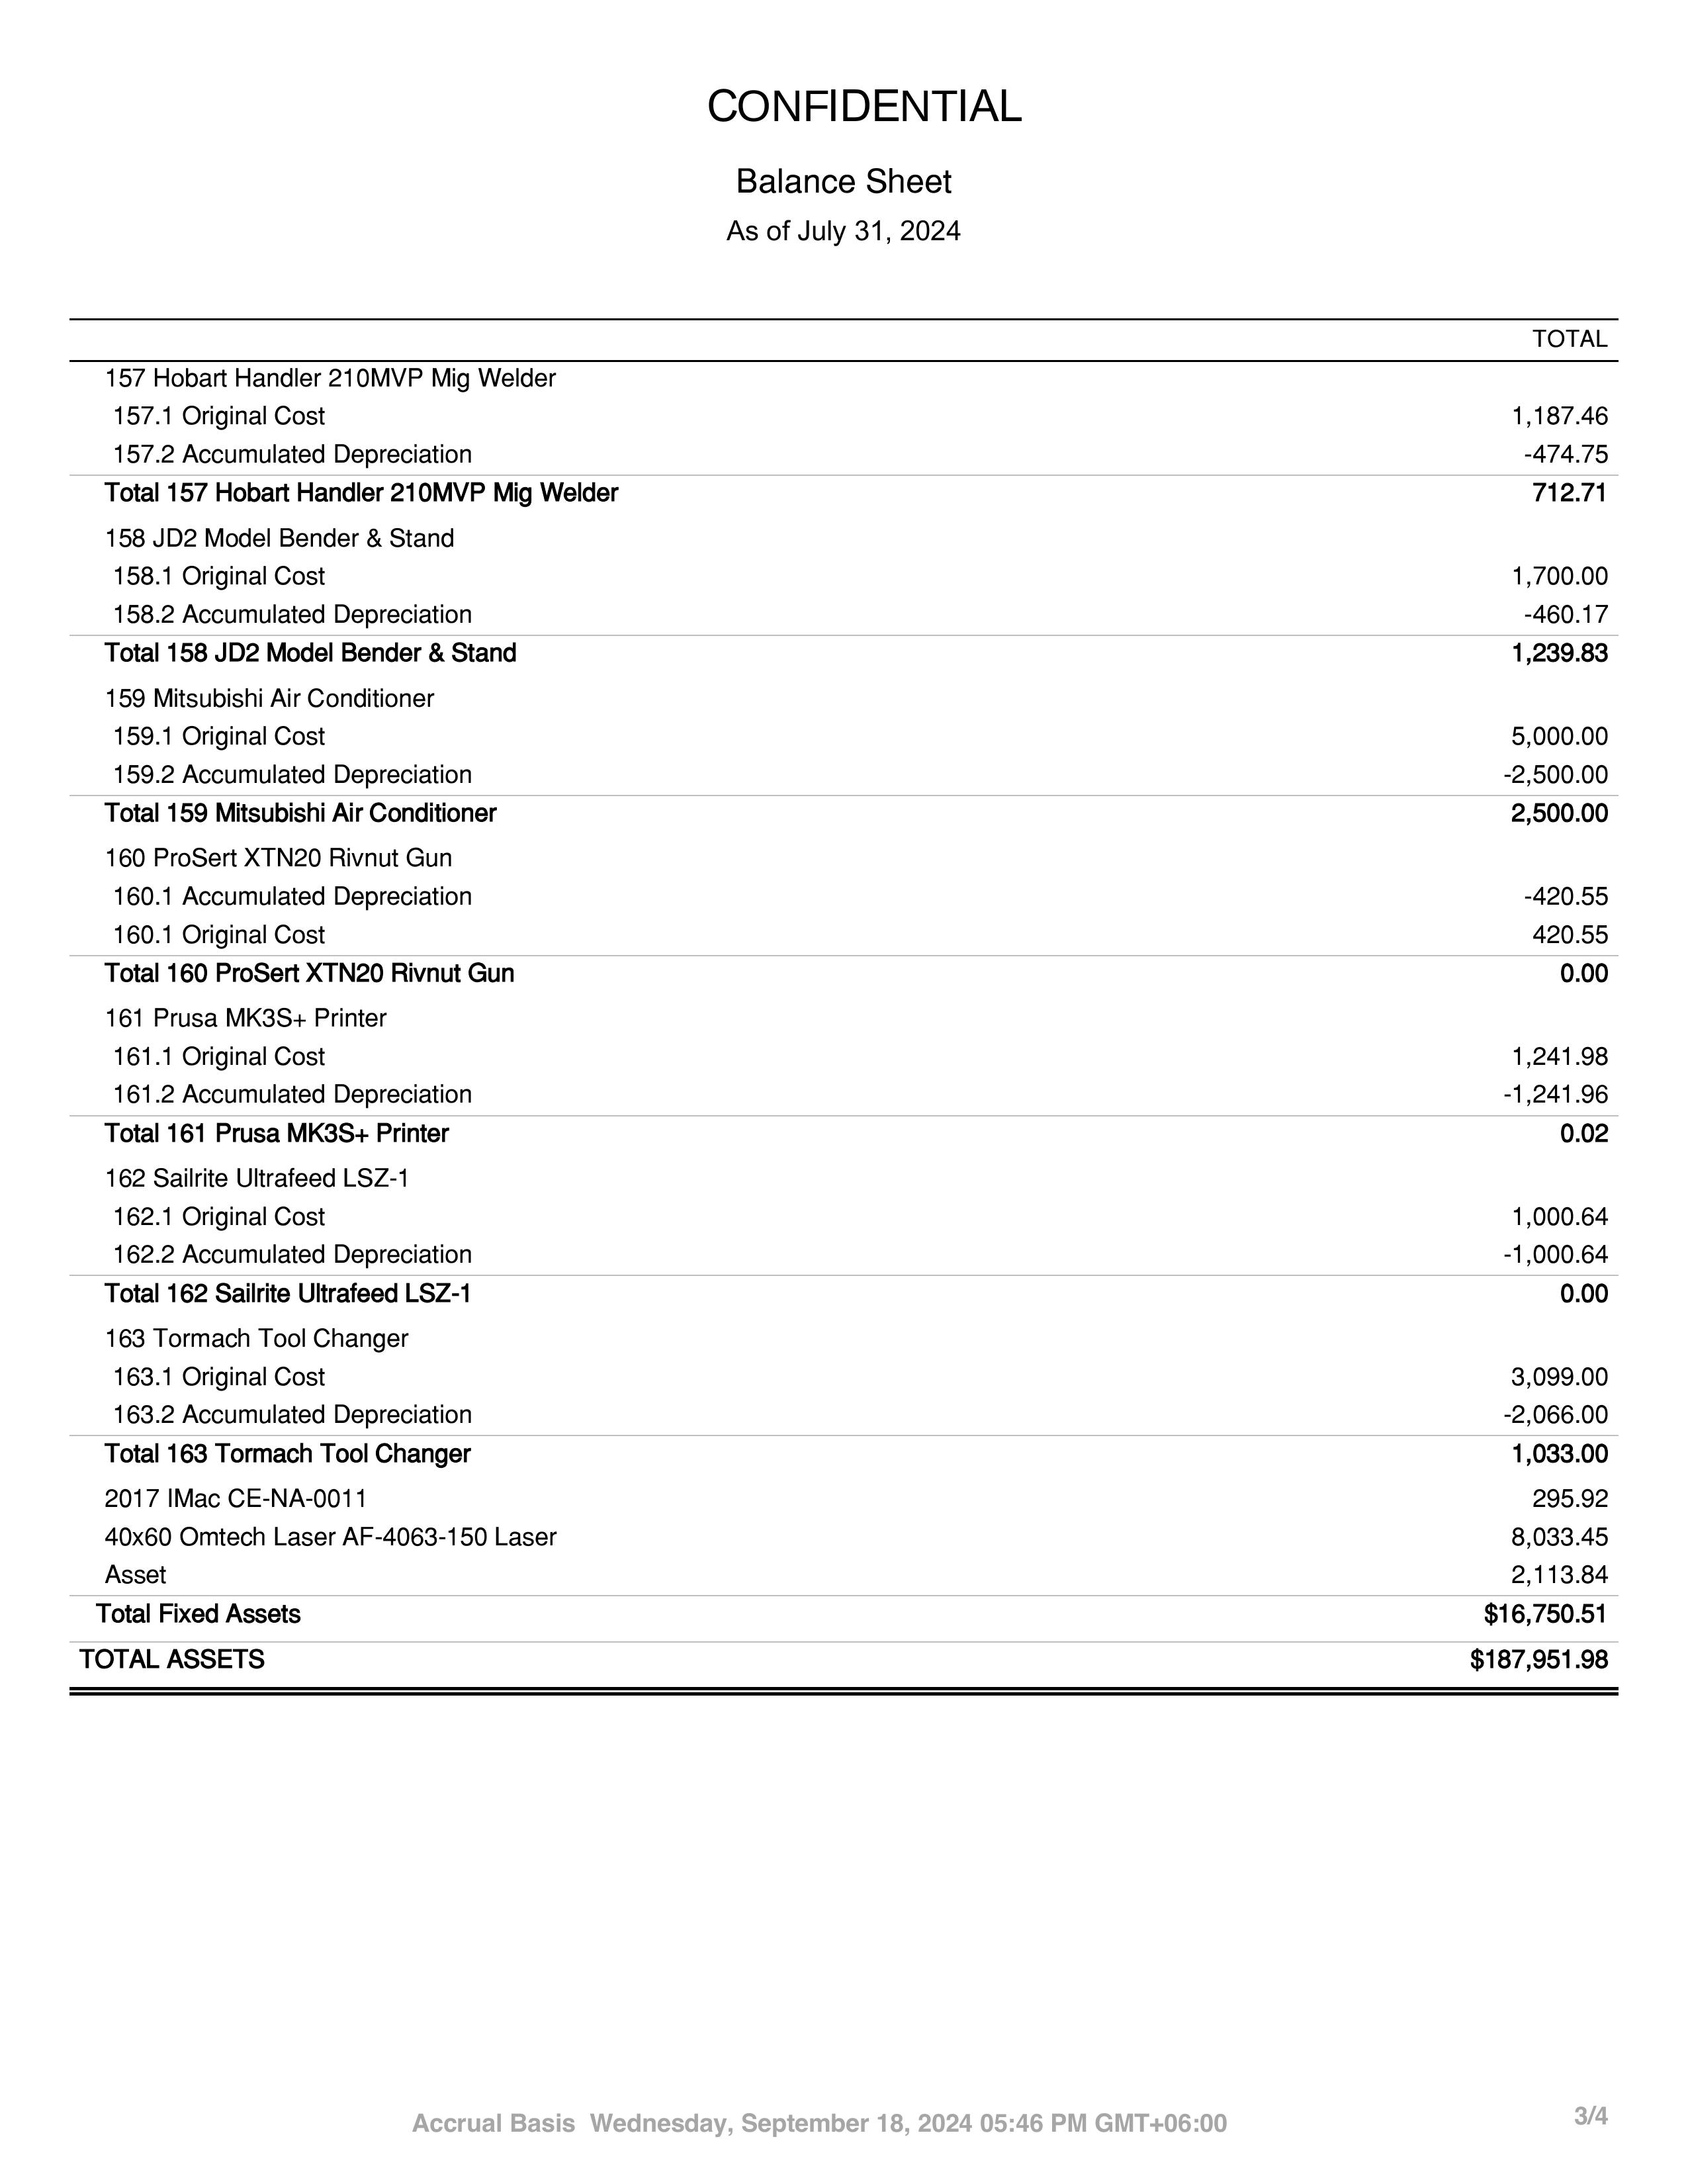 CONFIDENTIAL
Balance Sheet
As of July 31, 2024
TOTAL
157 Hobart Handler 210MVP Mig Welder
157.1 Original Cost 1,187.46
157.2 Accumulated Depreciation -474.75
Total 157 Hobart Handler 210MVP Mig Welder 712.71
158 JD2 Model Bender & Stand
158.1 Original Cost 1,700.00
158.2 Accumulated Depreciation -460.17
Total 158 JD2 Model Bender & Stand 1,239.83
159 Mitsubishi Air Conditioner
159.1 Original Cost 5,000.00
159.2 Accumulated Depreciation -2,500.00
Total 159 Mitsubishi Air Conditioner 2,500.00
160 ProSert XTN20 Rivnut Gun
160.1 Accumulated Depreciation -420.55
160.1 Original Cost 420.55
Total 160 ProSert XTN20 Rivnut Gun 0.00
161 Prusa MK3S+ Printer
161.1 Original Cost 1,241.98
161.2 Accumulated Depreciation -1,241.96
Total 161 Prusa MK3S+ Printer 0.02
162 Sailrite Ultrafeed LSZ-1
162.1 Original Cost 1,000.64
162.2 Accumulated Depreciation -1,000.64
Total 162 Sailrite Ultrafeed LSZ-1 0.00
163 Tormach Tool Changer
163.1 Original Cost 3,099.00
163.2 Accumulated Depreciation -2,066.00
Total 163 Tormach Tool Changer 1,033.00
2017 IMac CE-NA-0011 295.92
40x60 Omtech Laser AF-4063-150 Laser 8,033.45
Asset 2,113.84
Total Fixed Assets $16,750.51
TOTAL ASSETS $187,951.98
Accrual Basis Wednesday, September 18, 2024 05:46 PM GMT+06:00 3/4